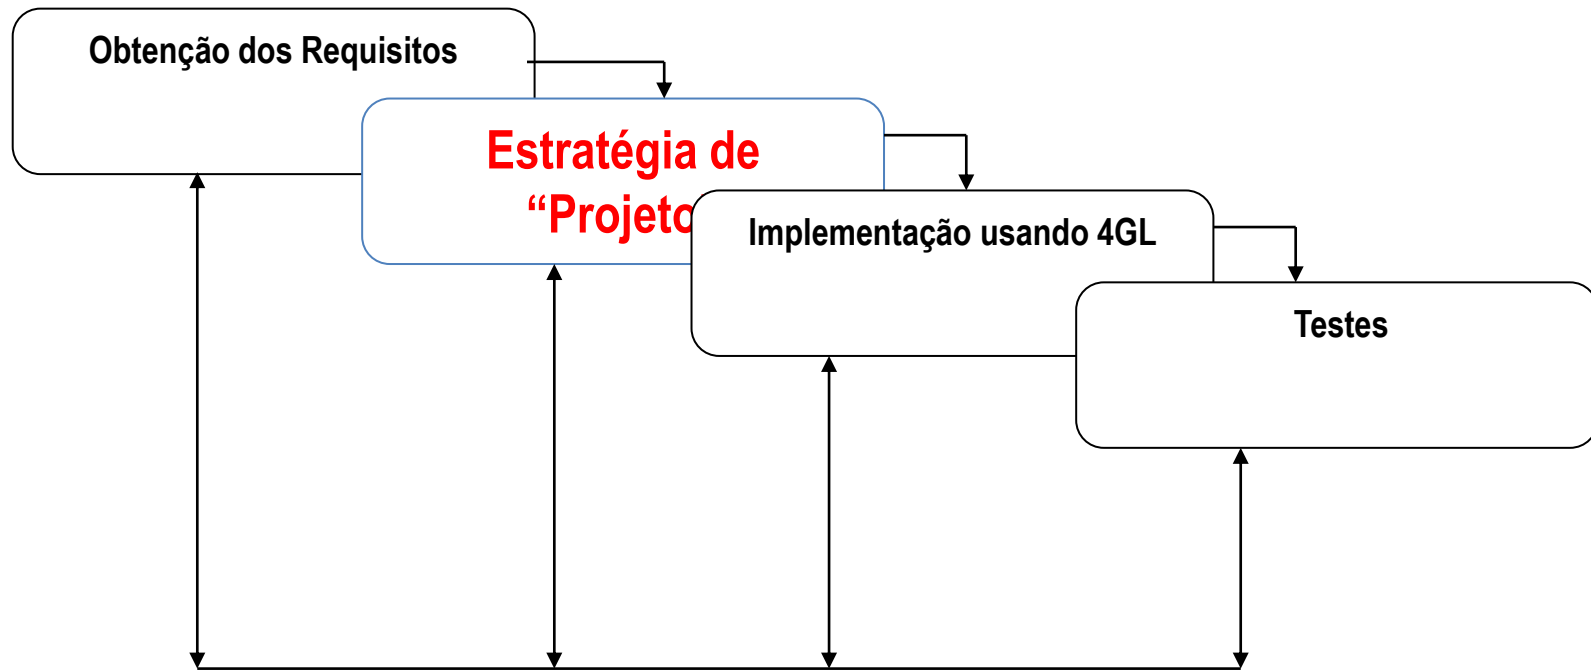 Obtenção dos Requisitos
Estratégia de
“Projeto
Implementação usando 4GL
Testes